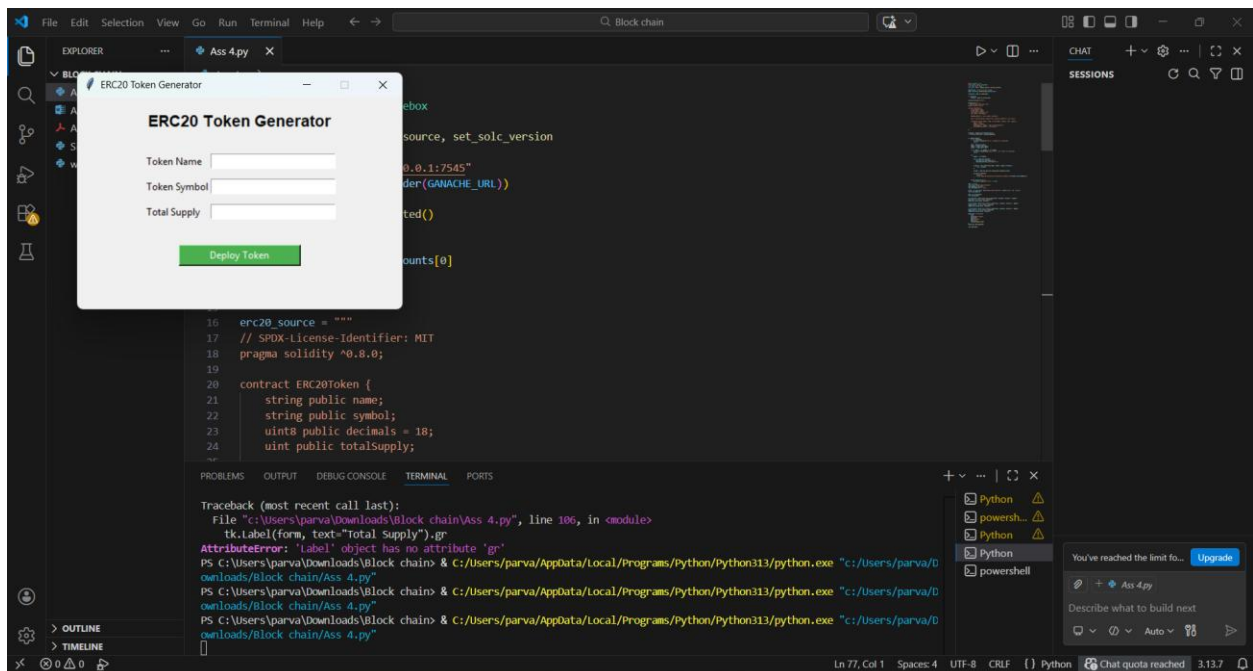 File Edit Selection View Go Run Terminal Help
Block chain
EXPLORER
Ass 4.py
CHAT
SESSIONS
ERC20 Token Generator
ERC20 Token Generator
Token Name
Token Symbol
Total Supply
Deploy Token
ebox
source, set_solc_version
0.0.1:7545"
der(GANACHE_URL))
ted()
ounts[0]
16 erc20_source = """
17 // SPDX-License-Identifier: MIT
18 pragma solidity ^0.8.0;
19
20 contract ERC20Token {
21 string public name;
22 string public symbol;
23 uint8 public decimals = 18;
24 uint public totalSupply;
PROBLEMS OUTPUT DEBUG CONSOLE TERMINAL PORTS
Traceback (most recent call last):
File "c:\Users\parva\Downloads\Block chain\Ass 4.py", line 106, in <module>
tk.Label(form, text="Total Supply").gr
AttributeError: 'Label' object has no attribute 'gr'
PS C:\Users\parva\Downloads\Block chain> & C:/Users/parva/AppData/Local/Programs/Python/Python313/python.exe "c:/Users/parva/D
ownloads/Block chain/Ass 4.py"
PS C:\Users\parva\Downloads\Block chain> & C:/Users/parva/AppData/Local/Programs/Python/Python313/python.exe "c:/Users/parva/D
ownloads/Block chain/Ass 4.py"
PS C:\Users\parva\Downloads\Block chain> & C:/Users/parva/AppData/Local/Programs/Python/Python313/python.exe "c:/Users/parva/D
ownloads/Block chain/Ass 4.py"
Python
powersh...
Python
Python
powershell
You've reached the limit fo... Upgrade
Ass 4.py
Describe what to build next
Auto
OUTLINE
TIMELINE
0 0 Ln 77, Col 1 Spaces: 4 UTF-8 CRLF {} Python Chat quota reached 3.13.7